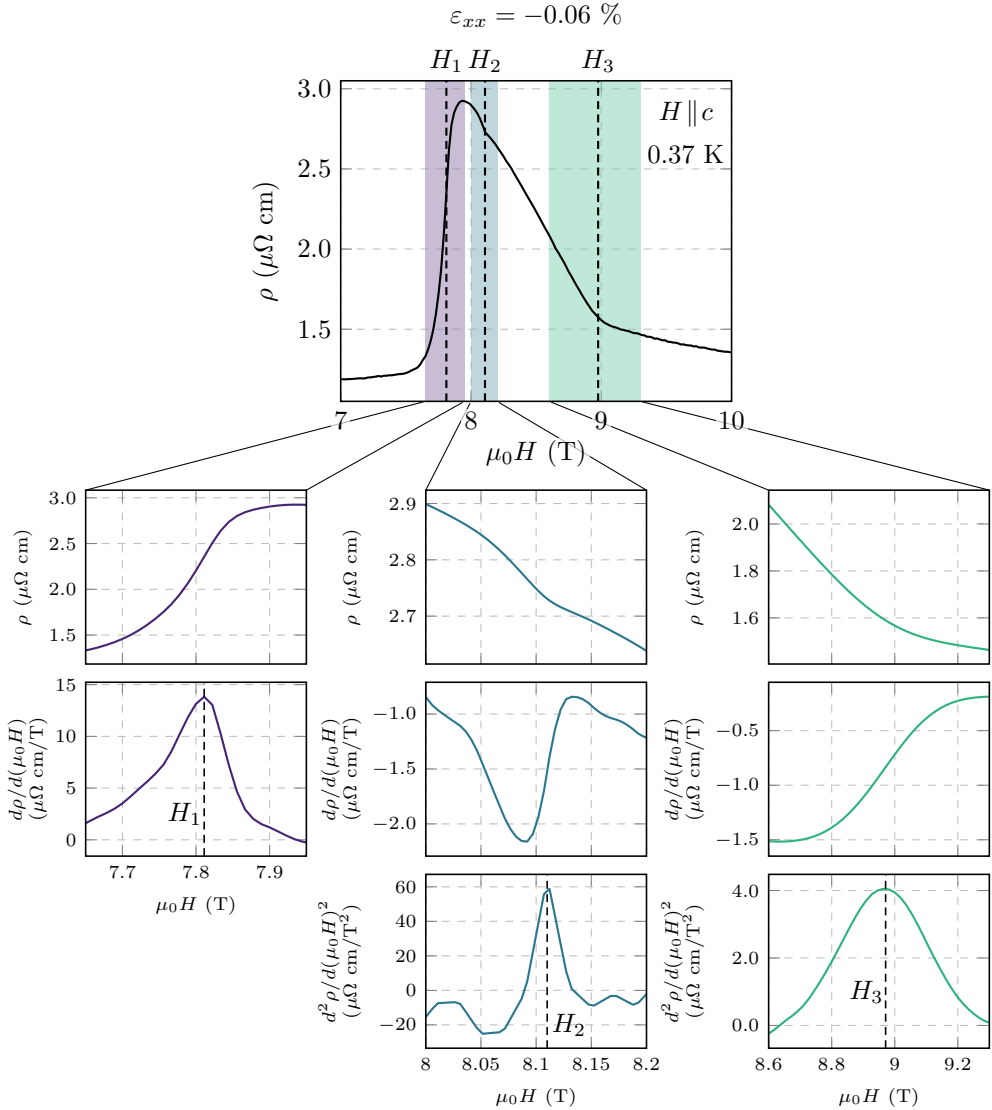 ε_xx = −0.06 %
H₁ H₂ H₃
3.0
2.5
2.0
1.5
ρ (μΩ cm)
H ∥ c
0.37 K
7 8 9 10
μ₀H (T)
3.0
2.5
2.0
1.5
ρ (μΩ cm)
2.9
2.8
2.7
ρ (μΩ cm)
2.0
1.8
1.6
ρ (μΩ cm)
15
10
5
0
dρ/d(μ₀H)
(μΩ cm/T)
H₁
7.7 7.8 7.9
μ₀H (T)
−1.0
−1.5
−2.0
dρ/d(μ₀H)
(μΩ cm/T)
−0.5
−1.0
−1.5
dρ/d(μ₀H)
(μΩ cm/T)
60
40
20
0
−20
d²ρ/d(μ₀H)²
(μΩ cm/T²)
H₂
8 8.05 8.1 8.15 8.2
μ₀H (T)
4.0
2.0
0.0
d²ρ/d(μ₀H)²
(μΩ cm/T²)
H₃
8.6 8.8 9 9.2
μ₀H (T)